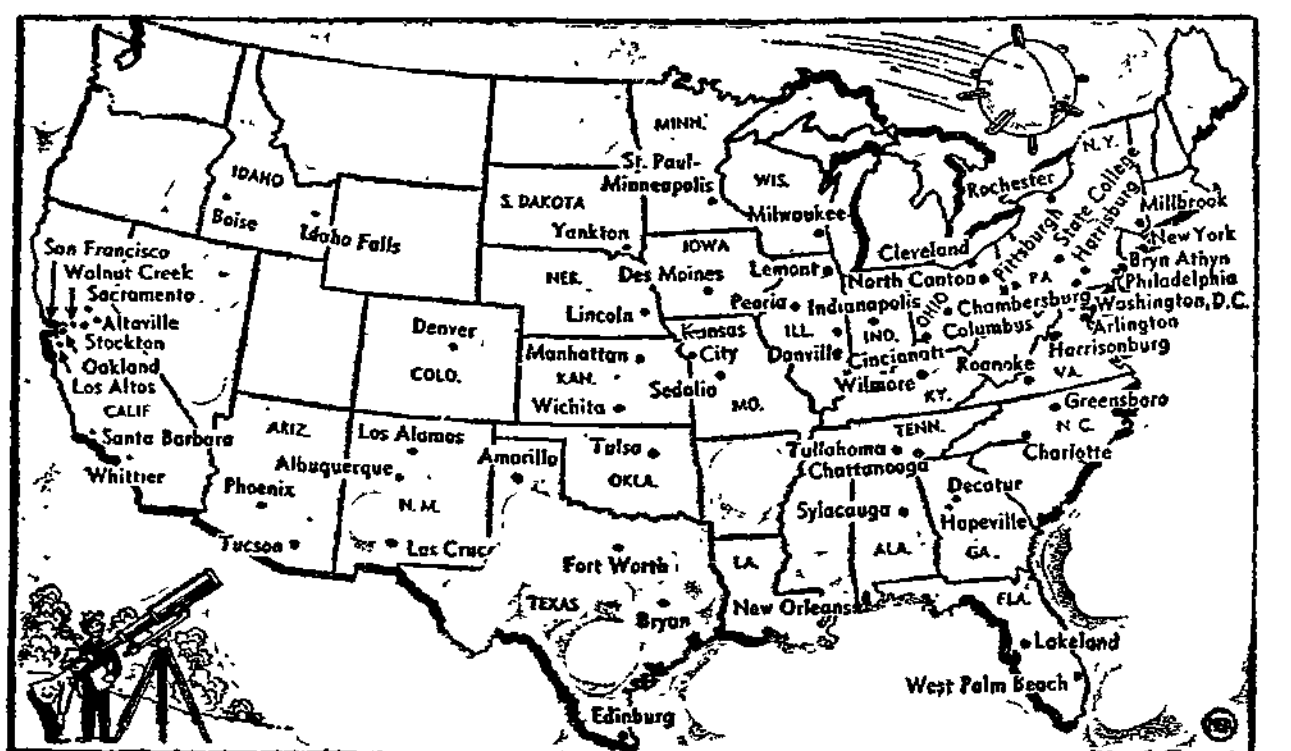 MINN.
N.Y.
St. Paul-
Minneapolis
IDAHO
WIS.
Rochester
State College
Harrisburg
Pittsburgh
S. DAKOTA
Boise
Idaho Falls
Milwaukee
Millbrook
Yankton
New York
San Francisco
IOWA
Cleveland
Bryn Athyn
Walnut Creek
NEB.
Des Moines
Lemont
North Canton
PA
Philadelphia
Sacramento
Peoria
Indianapolis
OHIO
Chambersburg
Washington, D.C.
Lincoln
Altaville
Denver
Kansas
City
ILL.
IND.
Columbus
Arlington
Stockton
Manhattan
Danville
Cincianati
Harrisonburg
Oakland
COLO.
KAN.
Roanoke
VA.
Los Altos
Sedalia
Wilmore
KY.
CALIF
Wichita
MO.
Greensboro
ARIZ.
Los Alamos
TENN.
N C.
Santa Barbara
Amarillo
Tulsa
Tullahoma
Charlotte
Whittier
Albuquerque
OKLA.
Chattanooga
Phoenix
N.M.
Decatur
Sylacauga
Hapeville
Tucson
Las Cruc
ALA.
GA.
Fort Worth
LA.
TEXAS
New Orleans
FLA.
Bryan
Lakeland
West Palm Beach
Edinburg